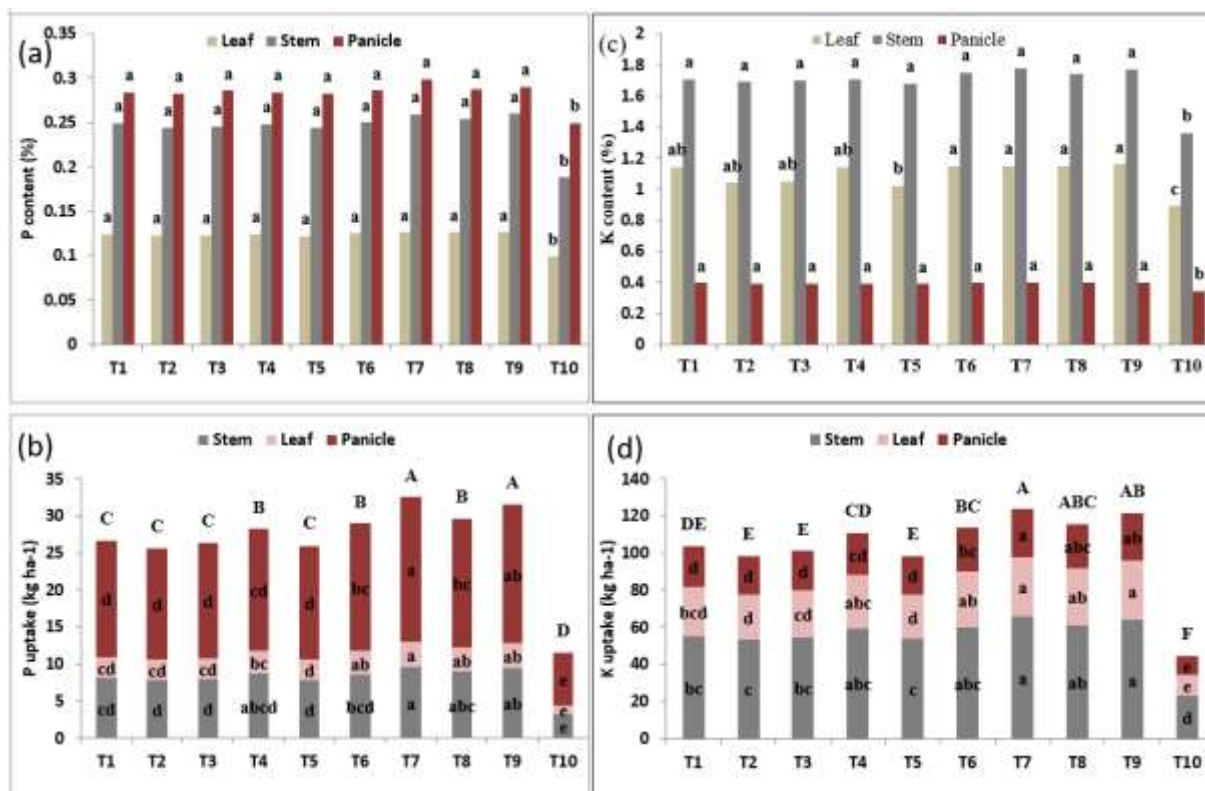 (a)
Leaf Stem Panicle
P content (%)
0.35
0.3
0.25
0.2
0.15
0.1
0.05
0
a a a a a a a a a b
a a a a a a a a a b
a a a a a a a a a b
T1 T2 T3 T4 T5 T6 T7 T8 T9 T10
(c)
Leaf Stem Panicle
K content (%)
2
1.8
1.6
1.4
1.2
1
0.8
0.6
0.4
0.2
0
a a a a a a a a a b
ab ab ab ab b a a a a c
a a a a a a a a a b
T1 T2 T3 T4 T5 T6 T7 T8 T9 T10
(b)
Stem Leaf Panicle
P uptake (kg ha-1)
35
30
25
20
15
10
5
0
C C C B C B A B A D
d d d cd d bc a bc ab e
cd cd cd bc d ab a ab ab e
cd d d abcd d bcd a abc ab e
T1 T2 T3 T4 T5 T6 T7 T8 T9 T10
(d)
Stem Leaf Panicle
K uptake (kg ha-1)
140
120
100
80
60
40
20
0
DE E E CD E BC A ABC AB F
d d d cd d bc a abc ab e
bcd d cd abc d ab a ab a e
bc c bc abc c abc a ab a d
T1 T2 T3 T4 T5 T6 T7 T8 T9 T10